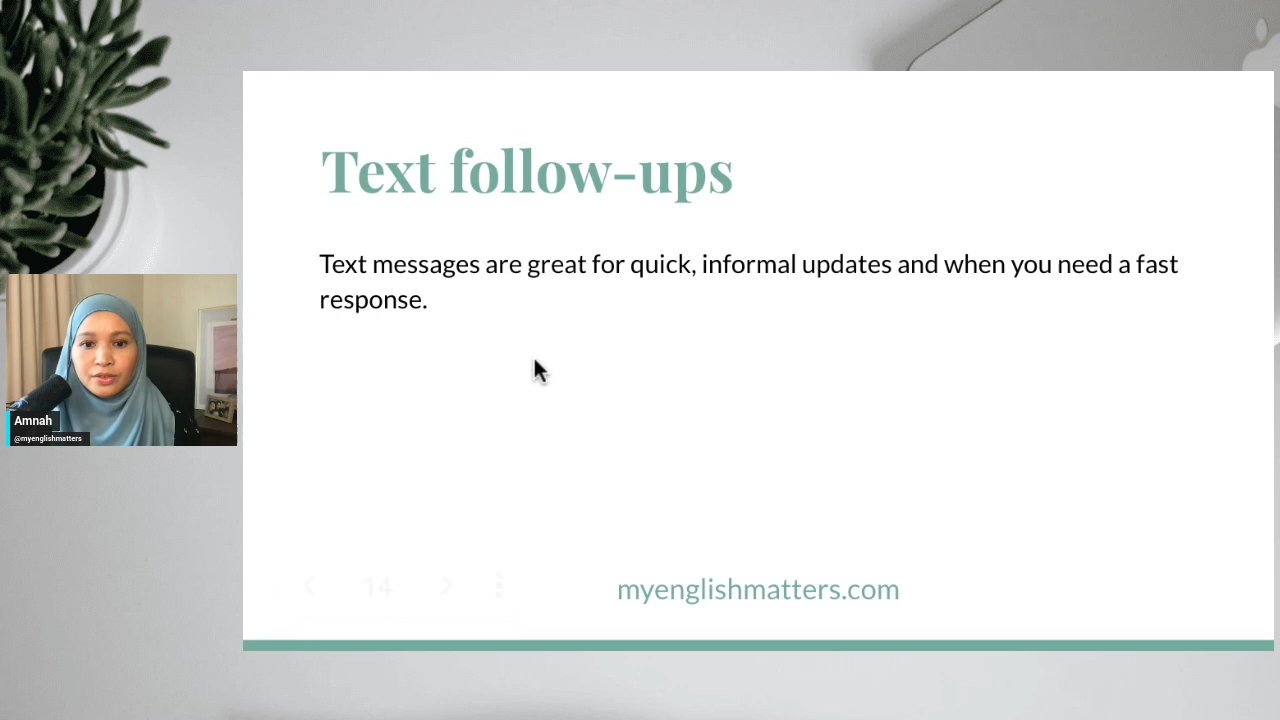 Text follow-ups
Text messages are great for quick, informal updates and when you need a fast
response.
Amnah
@myenglishmatters
14
myenglishmatters.com